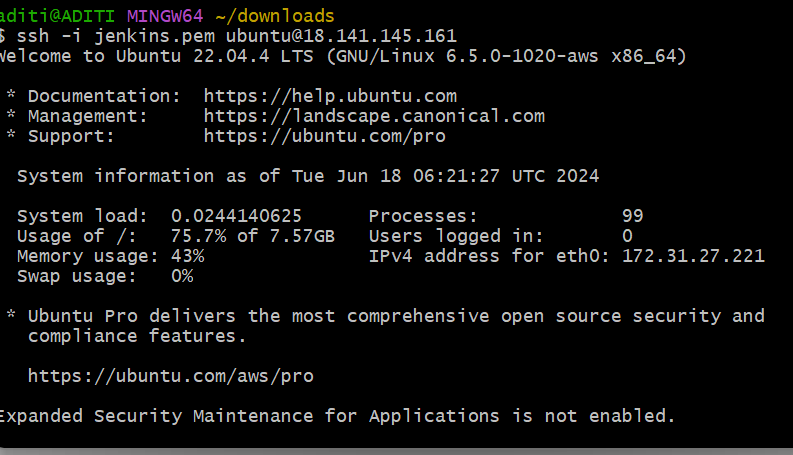 aditi@ADITI MINGW64 ~/downloads
$ ssh -i jenkins.pem ubuntu@18.141.145.161
Welcome to Ubuntu 22.04.4 LTS (GNU/Linux 6.5.0-1020-aws x86_64)
* Documentation:  https://help.ubuntu.com
* Management:     https://landscape.canonical.com
* Support:        https://ubuntu.com/pro
System information as of Tue Jun 18 06:21:27 UTC 2024
System load:  0.0244140625      Processes:             99
Usage of /:   75.7% of 7.57GB   Users logged in:       0
Memory usage: 43%               IPv4 address for eth0: 172.31.27.221
Swap usage:   0%
* Ubuntu Pro delivers the most comprehensive open source security and
compliance features.
https://ubuntu.com/aws/pro
Expanded Security Maintenance for Applications is not enabled.